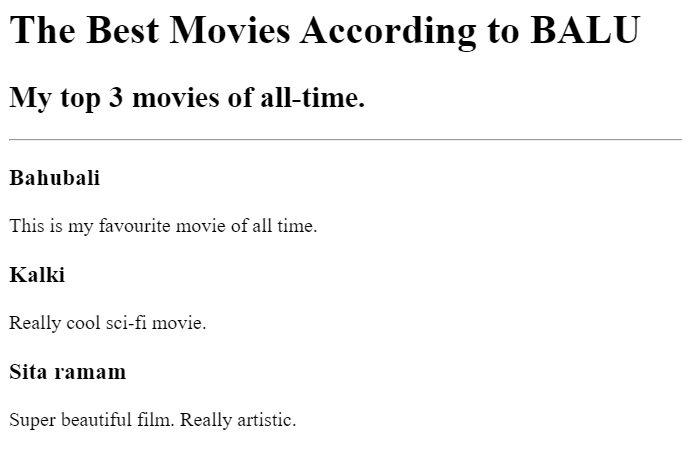 The Best Movies According to BALU
My top 3 movies of all-time.
Bahubali
This is my favourite movie of all time.
Kalki
Really cool sci-fi movie.
Sita ramam
Super beautiful film. Really artistic.